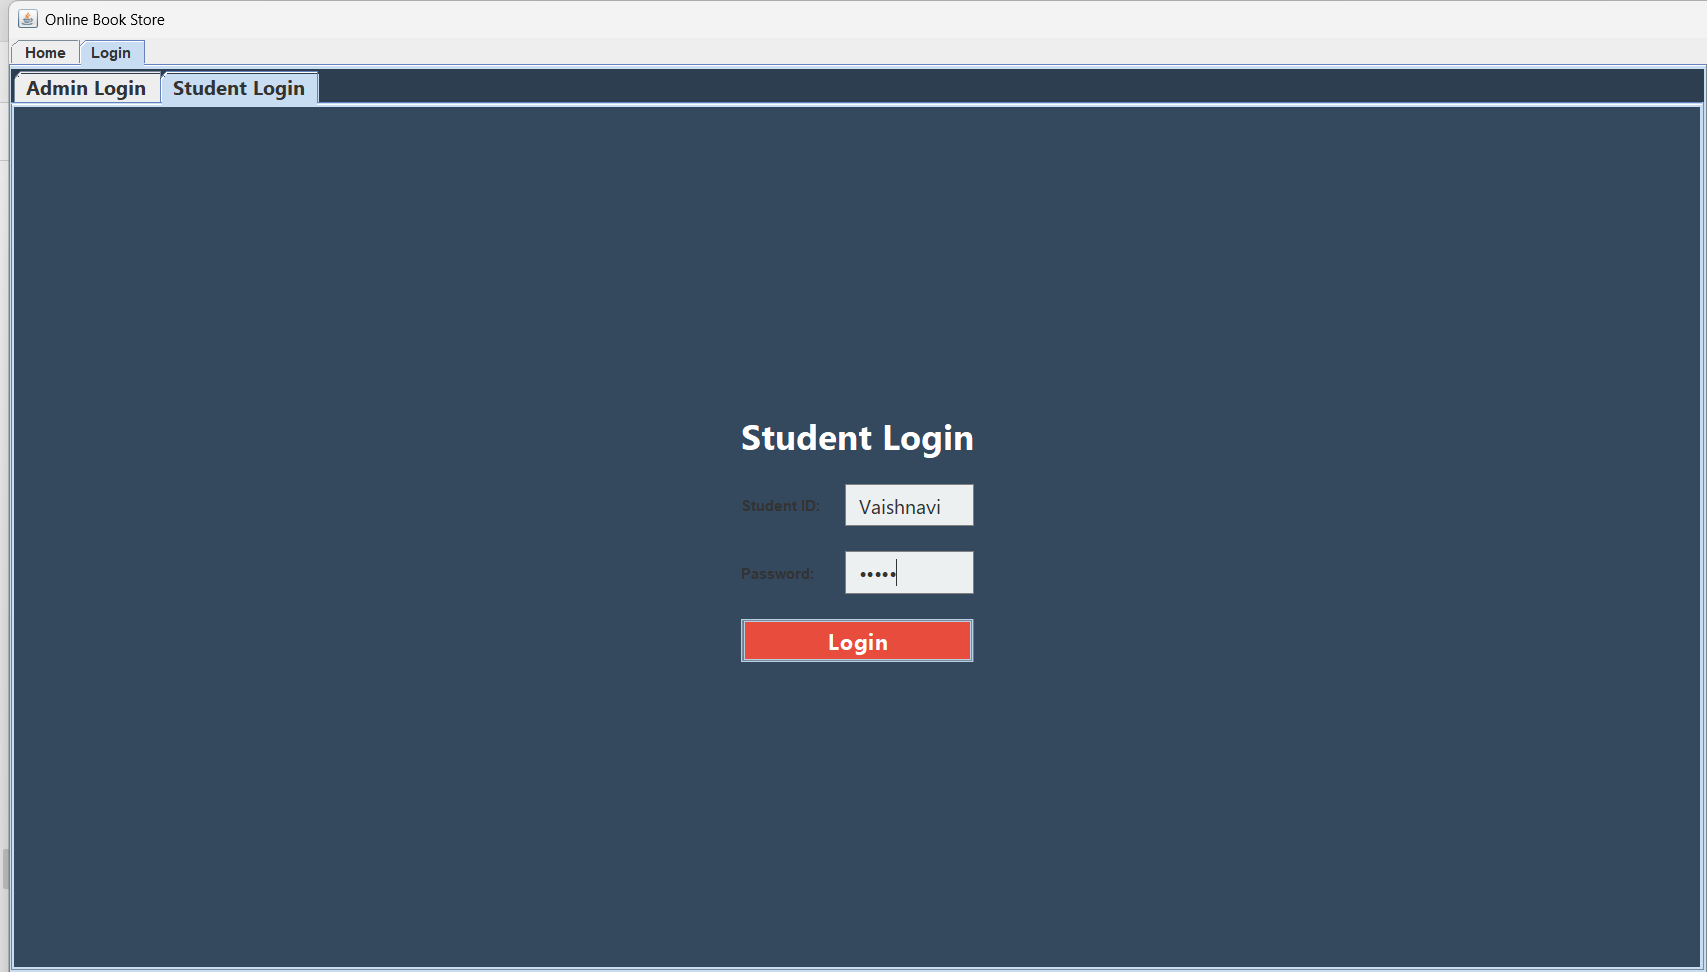 Online Book Store
Home Login
Admin Login Student Login
Student Login
Student ID: Vaishnavi
Password: •••••
Login